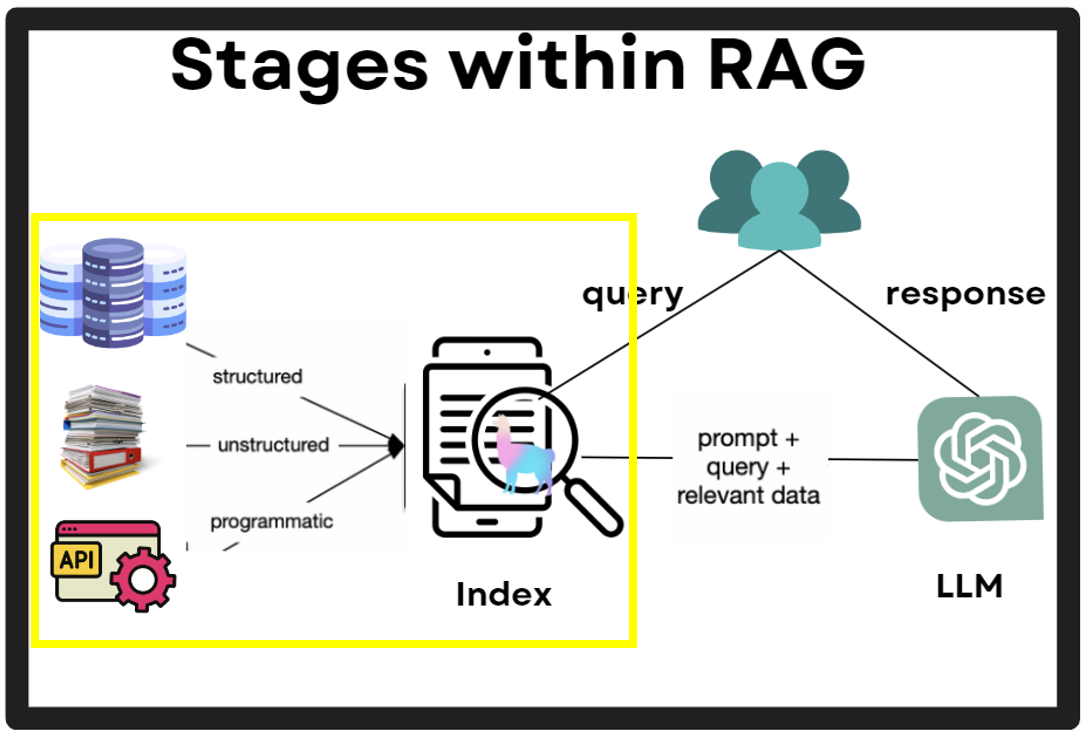 Stages within RAG
query
response
structured
unstructured
programmatic
API
prompt +
query +
relevant data
Index
LLM